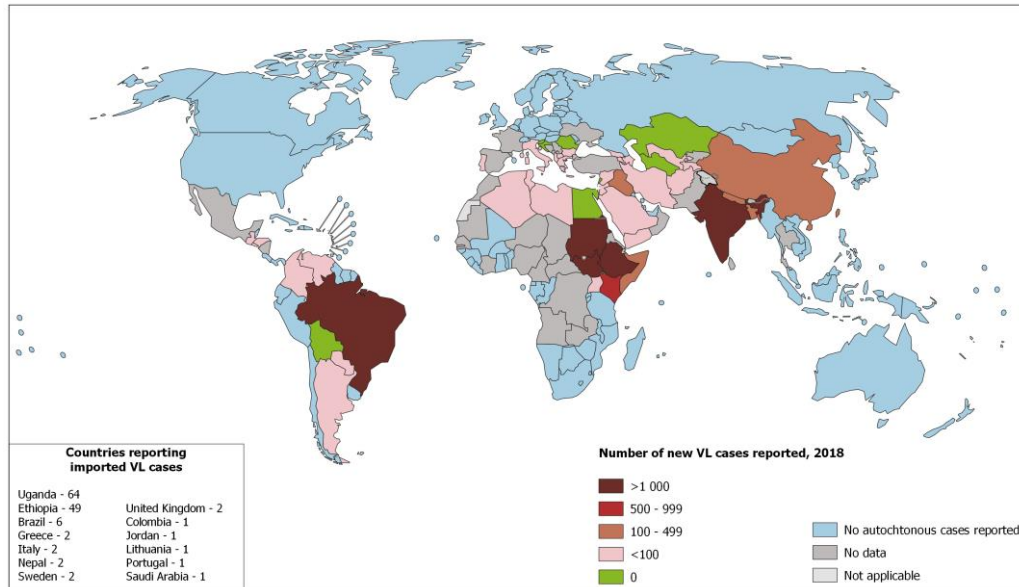 Countries reporting
imported VL cases
Uganda - 64
Ethiopia - 49
Brazil - 6
Greece - 2
Italy - 2
Nepal - 2
Sweden - 2
United Kingdom - 2
Colombia - 1
Jordan - 1
Lithuania - 1
Portugal - 1
Saudi Arabia - 1
Number of new VL cases reported, 2018
>1 000
500 - 999
100 - 499
<100
0
No autochtonous cases reported
No data
Not applicable